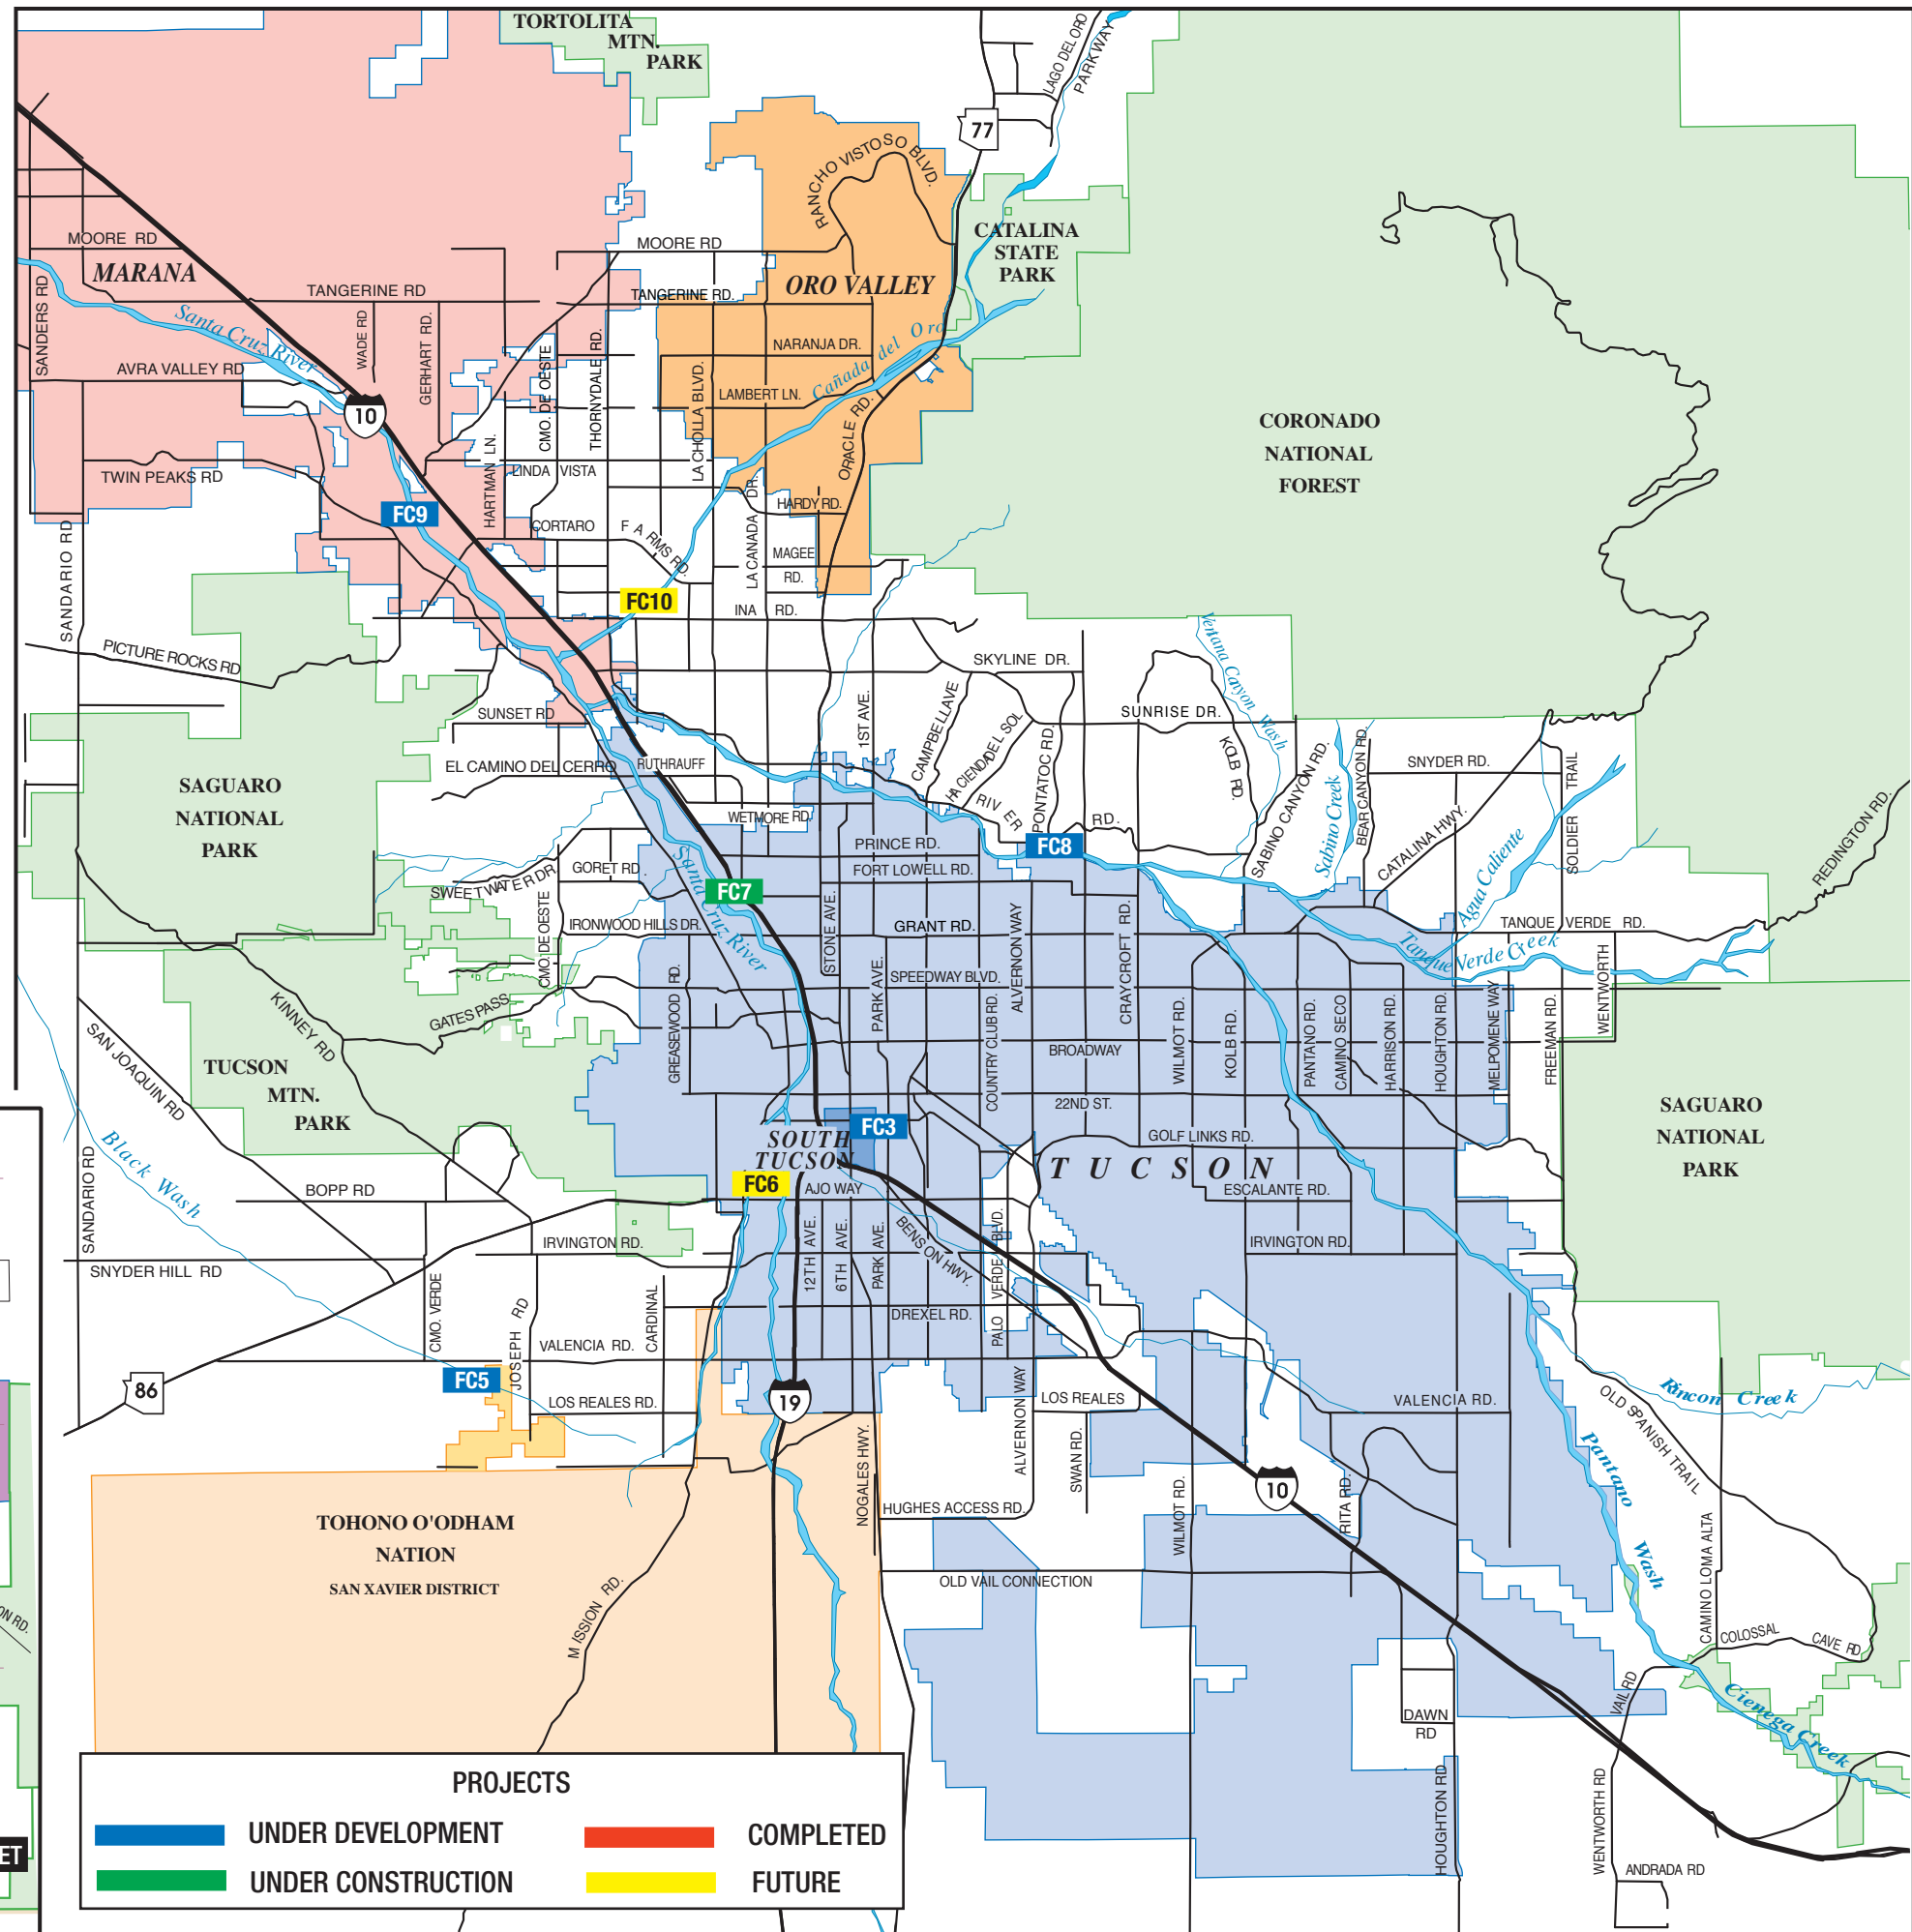 TORTOLITA
MTN.
PARK
LAGO DEL ORO
PARKWAY
77
RANCHO VISTOSO BLVD.
CATALINA
STATE
PARK
MOORE RD
MARANA
MOORE RD
ORO VALLEY
SANDERS RD
TANGERINE RD
TANGERINE RD.
Santa Cruz River
WADE RD
GERHART RD.
CMO. DE OESTE
THORNYDALE RD.
NARANJA DR.
Cañada del Oro
AVRA VALLEY RD
LA CHOLLA BLVD.
LAMBERT LN.
10
ORACLE RD.
CORONADO
NATIONAL
FOREST
HARTMAN LN.
LINDA VISTA
TWIN PEAKS RD
LA CANADA DR.
HARDY RD.
FC9
CORTARO FARMS RD.
MAGEE
RD.
SANDARIO RD
FC10
INA RD.
PICTURE ROCKS RD
SKYLINE DR.
Ventana Canyon Wash
SUNSET RD
1ST AVE.
CAMPBELL AVE
HACIENDA DEL SOL
PONTATOC RD.
SUNRISE DR.
KOLB RD.
SABINO CANYON RD.
Sabino Creek
BEAR CANYON RD.
SNYDER RD.
SOLDIER TRAIL
EL CAMINO DEL CERRO
RUTHRAUFF
SAGUARO
NATIONAL
PARK
RIVER RD.
WETMORE RD.
CATALINA HWY.
REDINGTON RD.
PRINCE RD.
FC8
Agua Caliente
GORET RD.
FORT LOWELL RD.
SWEETWATER DR.
Santa Cruz River
FC7
CMO. DE OESTE
IRONWOOD HILLS DR.
STONE AVE.
GRANT RD.
ALVERNON WAY
CRAYCROFT RD.
TANQUE VERDE RD.
Tanque Verde Creek
WENTWORTH
GREASEWOOD RD.
PARK AVE.
SPEEDWAY BLVD.
COUNTRY CLUB RD.
KINNEY RD
GATES PASS
WILMOT RD.
KOLB RD.
PANTANO RD.
CAMINO SECO
HARRISON RD.
HOUGHTON RD.
MELPOMENE WAY
FREEMAN RD.
SAN JOAQUIN RD
BROADWAY
TUCSON
MTN.
PARK
22ND ST.
SAGUARO
NATIONAL
PARK
FC3
SOUTH
TUCSON
GOLF LINKS RD.
Black Wash
TUCSON
FC6
SANDARIO RD
BOPP RD
AJO WAY
ESCALANTE RD.
12TH AVE.
6TH AVE.
PARK AVE.
BENSON HWY.
PALO VERDE BLVD.
IRVINGTON RD.
IRVINGTON RD.
SNYDER HILL RD
CMO. VERDE
JOSEPH RD
CARDINAL
DREXEL RD.
VALENCIA RD.
86
FC5
LOS REALES RD.
19
ALVERNON WAY
LOS REALES
VALENCIA RD.
Rincon Creek
OLD SPANISH TRAIL
SWAN RD.
NOGALES HWY.
Pantano Wash
10
WILMOT RD.
RITA RD.
HUGHES ACCESS RD.
TOHONO O'ODHAM
NATION
SAN XAVIER DISTRICT
CAMINO LOMA ALTA
OLD VAIL CONNECTION
MISSION RD.
ON RD.
COLOSSAL CAVE RD
VAIL RD
Cienega Creek
DAWN
RD
HOUGHTON RD
WENTWORTH RD
ANDRADA RD
ET
PROJECTS
UNDER DEVELOPMENT
COMPLETED
UNDER CONSTRUCTION
FUTURE